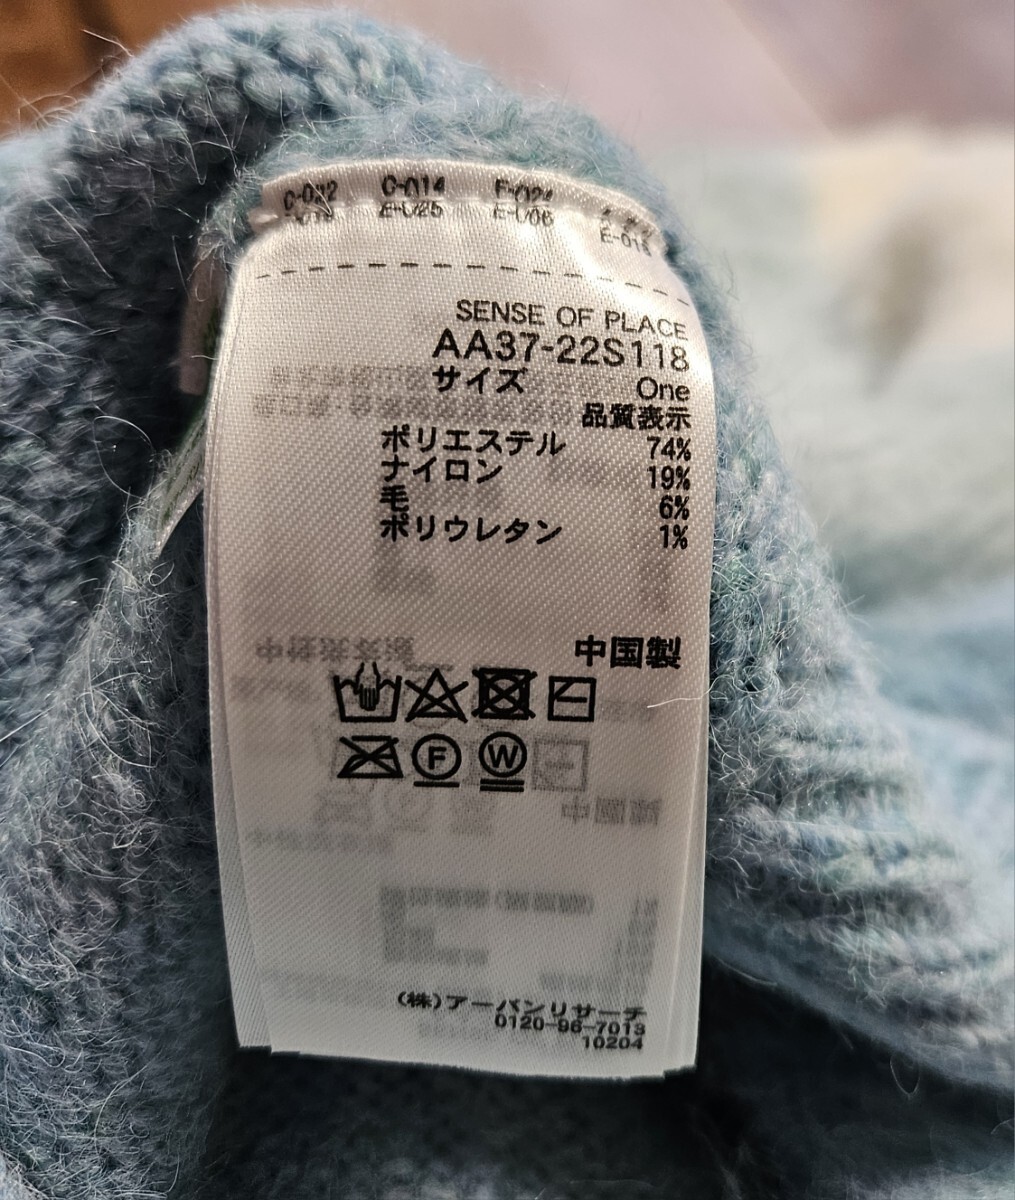 C-014
SENSE OF PLACE
AA37-22S118
サイズ One
品質表示
ポリエステル 74%
ナイロン 19%
毛 6%
ポリウレタン 1%
中国製
F W
(株)アーバンリサーチ
0120-96-7013
10204